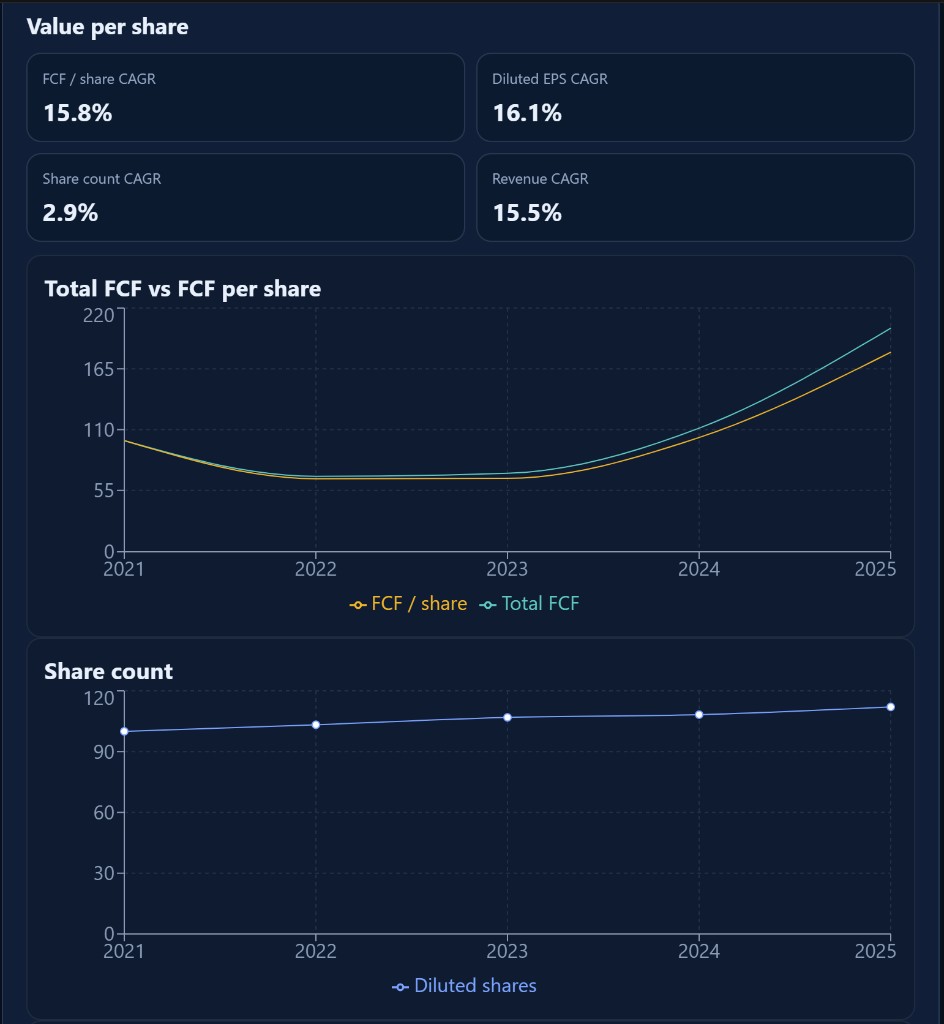 Value per share
FCF / share CAGR
15.8%
Diluted EPS CAGR
16.1%
Share count CAGR
2.9%
Revenue CAGR
15.5%
Total FCF vs FCF per share
220
165
110
55
0
2021 2022 2023 2024 2025
FCF / share Total FCF
Share count
120
90
60
30
0
2021 2022 2023 2024 2025
Diluted shares